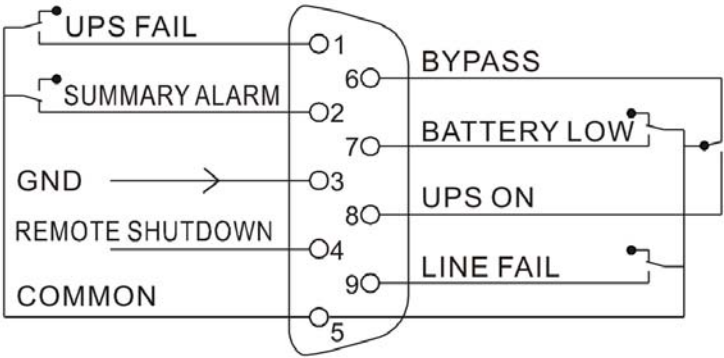 UPS FAIL
1
SUMMARY ALARM
2
GND
3
REMOTE SHUTDOWN
4
COMMON
5
6
BYPASS
7
BATTERY LOW
8
UPS ON
9
LINE FAIL